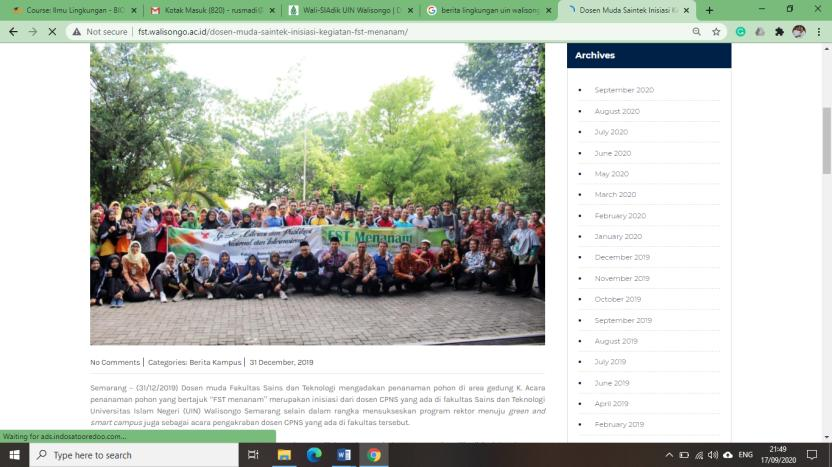 Course: Ilmu Lingkungan - BIO
Kotak Masuk (820) - rusmadi@
Wali-SIAdik UIN Walisongo | D
berita lingkungan uin walisong
Dosen Muda Saintek Inisiasi Ke
Not secure
fst.walisongo.ac.id/dosen-muda-saintek-inisiasi-kegiatan-fst-menanam/
FST Menanam
No Comments | Categories: Berita Kampus | 31 December, 2019
Semarang – (31/12/2019) Dosen muda Fakultas Sains dan Teknologi mengadakan penanaman pohon di area gedung K. Acara
penanaman pohon yang bertajuk "FST menanam" merupakan inisiasi dari dosen CPNS yang ada di fakultas Sains dan Teknologi
Universitas Islam Negeri (UIN) Walisongo Semarang selain dalam rangka mensukseskan program rektor menuju green and
smart campus juga sebagai acara pengakraban dosen CPNS yang ada di fakultas tersebut.
Archives
September 2020
August 2020
July 2020
June 2020
May 2020
March 2020
February 2020
January 2020
December 2019
November 2019
October 2019
September 2019
August 2019
July 2019
June 2019
April 2019
February 2019
Waiting for ads.indosatooredoo.com...
Type here to search
ENG
21:49
17/09/2020